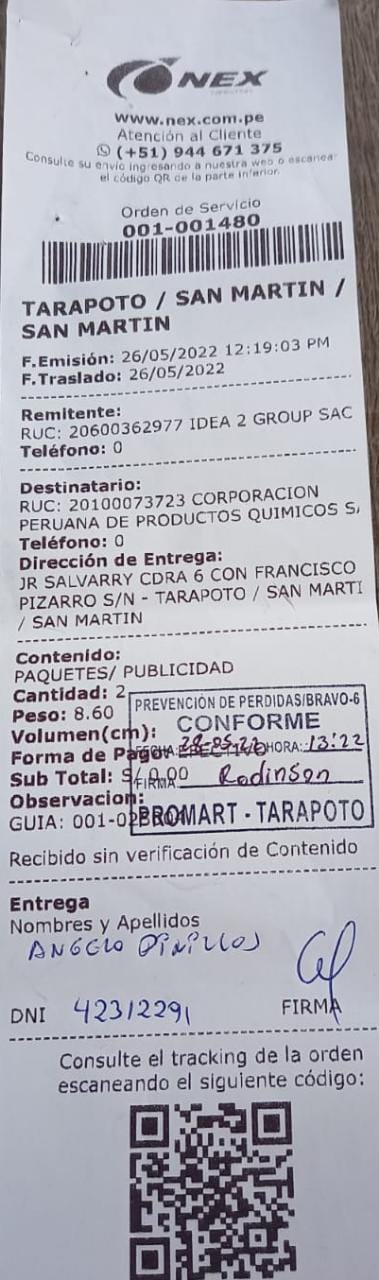 NEX
www.nex.com.pe
Atención al Cliente
(+51) 944 671 375
Consulte su envío ingresando a nuestra web o escanea
el código QR de la parte inferior.
Orden de Servicio
001-001480
TARAPOTO / SAN MARTIN /
SAN MARTIN
F.Emisión: 26/05/2022 12:19:03 PM
F.Traslado: 26/05/2022
Remitente:
RUC: 20600362977 IDEA 2 GROUP SAC
Teléfono: 0
Destinatario:
RUC: 20100073723 CORPORACION
PERUANA DE PRODUCTOS QUIMICOS S
Teléfono: 0
Dirección de Entrega:
JR SALVARRY CDRA 6 CON FRANCISCO
PIZARRO S/N - TARAPOTO / SAN MARTI
/ SAN MARTIN
Contenido:
PAQUETES/ PUBLICIDAD
Cantidad: 2
Peso: 8.60
Volumen(cm):
Forma de Pago:
Sub Total: S/ 0.00
Observacion:
GUIA: 001-02
PREVENCIÓN DE PERDIDAS/BRAVO-6
CONFORME
FECHA: HORA: 13:22
FIRMA: Rodinson
PROMART - TARAPOTO
Recibido sin verificación de Contenido
Entrega
Nombres y Apellidos
ANGELO PINILLOS
DNI 42312291
FIRMA
Consulte el tracking de la orden
escaneando el siguiente código: